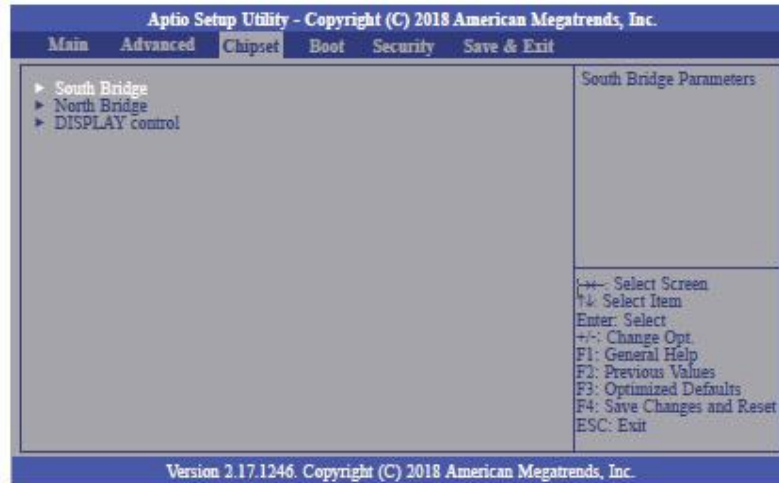 Aptio Setup Utility - Copyright (C) 2018 American Megatrends, Inc.
Main Advanced Chipset Boot Security Save & Exit
► South Bridge
► North Bridge
► DISPLAY control
South Bridge Parameters
→←: Select Screen
↑↓: Select Item
Enter: Select
+/-: Change Opt.
F1: General Help
F2: Previous Values
F3: Optimized Defaults
F4: Save Changes and Reset
ESC: Exit
Version 2.17.1246. Copyright (C) 2018 American Megatrends, Inc.